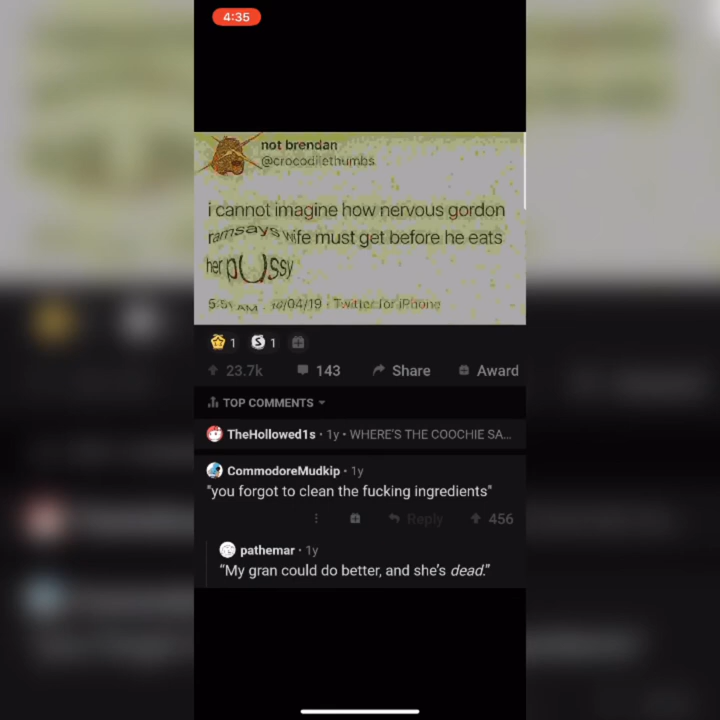 4:35
not brendan
@crocodilethumbs
i cannot imagine how nervous gordon
ramsays wife must get before he eats
her pUssy
AM · 10/04/19 · Twitter for iPhone
1 1
23.7k 143 Share Award
TOP COMMENTS
TheHollowed1s · 1y · WHERE'S THE COOCHIE SA...
CommodoreMudkip · 1y
"you forgot to clean the fucking ingredients"
Reply 456
pathemar · 1y
“My gran could do better, and she's dead.”